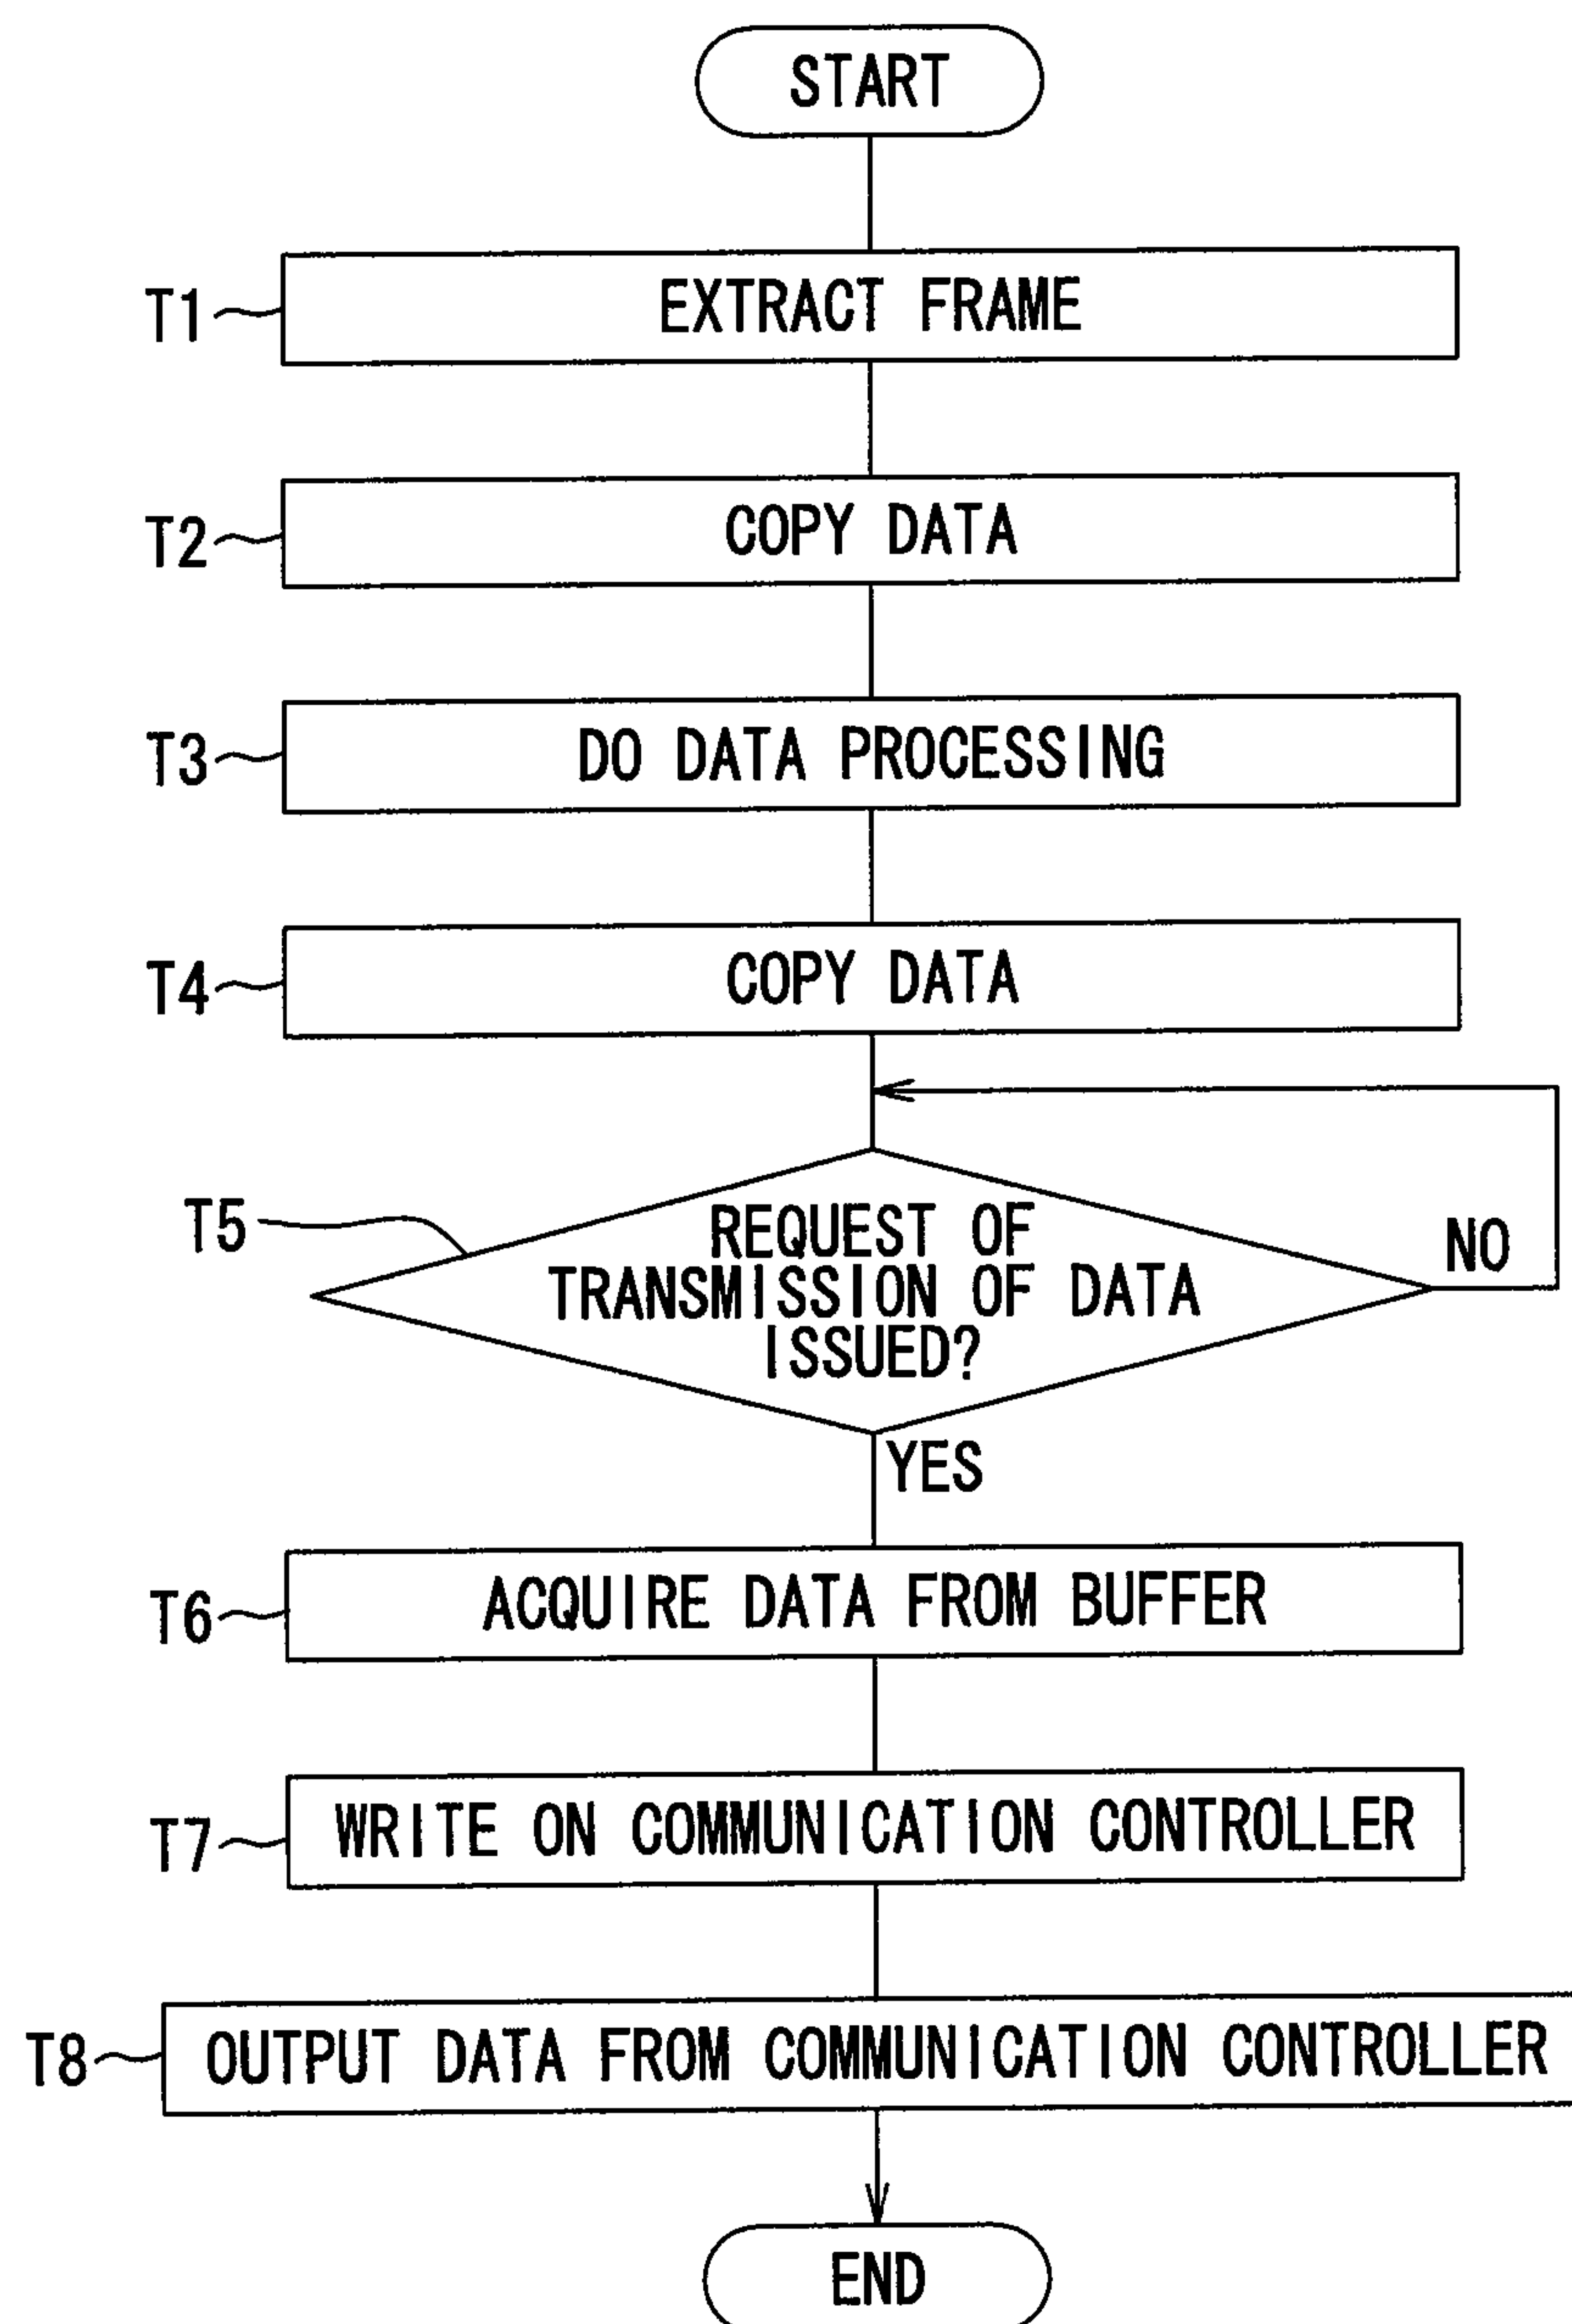 START
T1
EXTRACT FRAME
T2
COPY DATA
T3
DO DATA PROCESSING
T4
COPY DATA
T5
REQUEST OF
TRANSMISSION OF DATA
ISSUED?
NO
YES
T6
ACQUIRE DATA FROM BUFFER
T7
WRITE ON COMMUNICATION CONTROLLER
T8
OUTPUT DATA FROM COMMUNICATION CONTROLLER
END